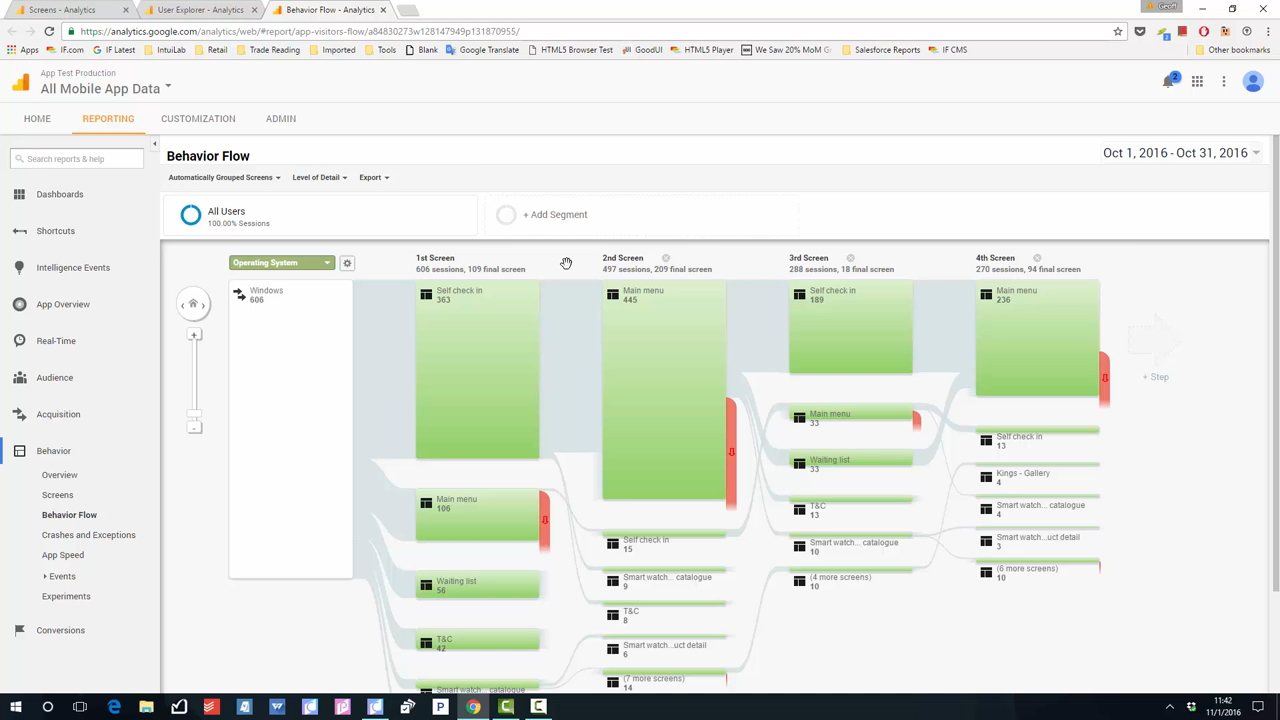 Screens - Analytics
User Explorer - Analytics
Behavior Flow - Analytics
Geoff
https://analytics.google.com/analytics/web/#report/app-visitors-flow/a84830273w128147949p131870955/
Apps
IF.com
IF Latest
IntuiLab
Retail
Trade Reading
Imported
Tools
Blank
Google Translate
HTML5 Browser Test
GoodUI
HTML5 Player
We Saw 20% MoM G
Salesforce Reports
IF CMS
Other bookmarks
App Test Production
All Mobile App Data
2
HOME
REPORTING
CUSTOMIZATION
ADMIN
Search reports & help
Dashboards
Shortcuts
Intelligence Events
App Overview
Real-Time
Audience
Acquisition
Behavior
Overview
Screens
Behavior Flow
Crashes and Exceptions
App Speed
Events
Experiments
Conversions
Behavior Flow
Oct 1, 2016 - Oct 31, 2016
Automatically Grouped Screens
Level of Detail
Export
All Users
100.00% Sessions
+ Add Segment
Operating System
Windows
606
1st Screen
606 sessions, 109 final screen
Self check in
363
Main menu
106
Waiting list
56
T&C
42
Smart watch... catalogue
2nd Screen
497 sessions, 209 final screen
Main menu
445
Self check in
15
Smart watch... catalogue
9
T&C
8
Smart watch...uct detail
6
(7 more screens)
14
3rd Screen
288 sessions, 18 final screen
Self check in
189
Main menu
33
Waiting list
33
T&C
13
Smart watch... catalogue
10
(4 more screens)
10
4th Screen
270 sessions, 94 final screen
Main menu
236
Self check in
13
Kings - Gallery
4
Smart watch... catalogue
4
Smart watch...uct detail
3
(6 more screens)
10
+ Step
11:42
11/1/2016